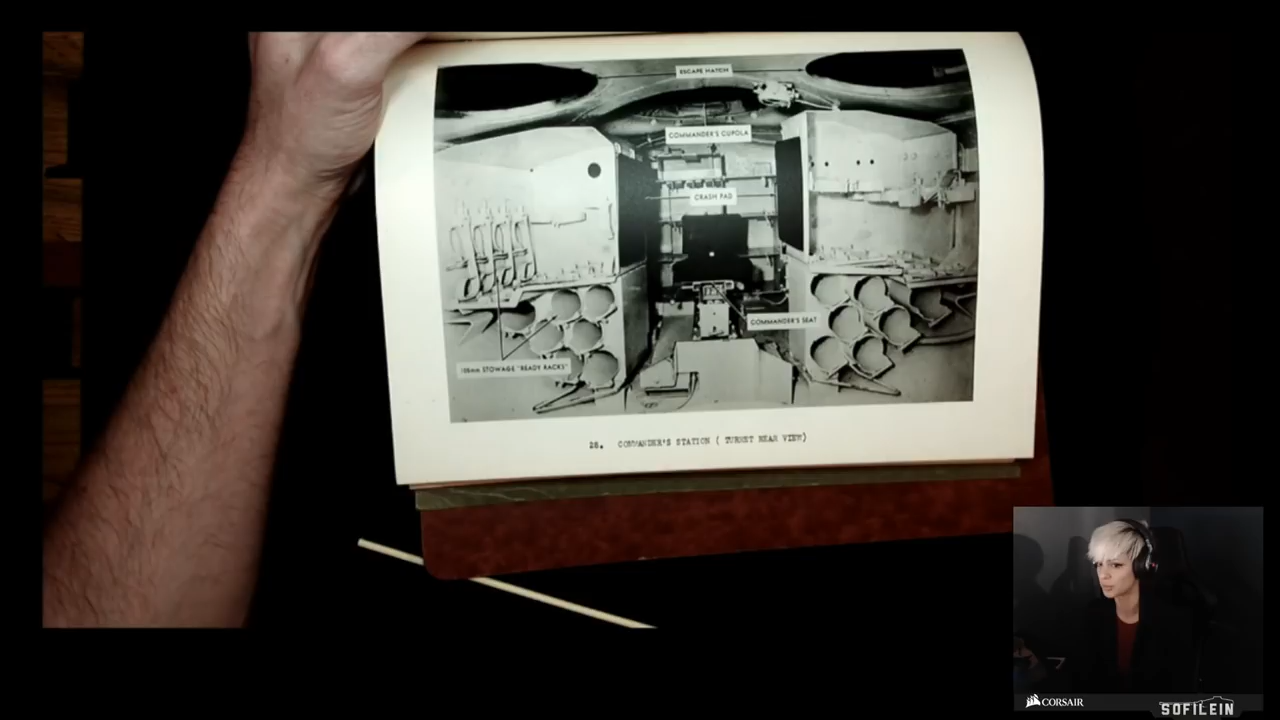 ESCAPE HATCH
COMMANDER'S CUPOLA
CRASH PAD
COMMANDER'S SEAT
105mm STOWAGE "READY RACKS"
28. COMMANDER'S STATION ( TURRET REAR VIEW)
CORSAIR
SOFILEIN